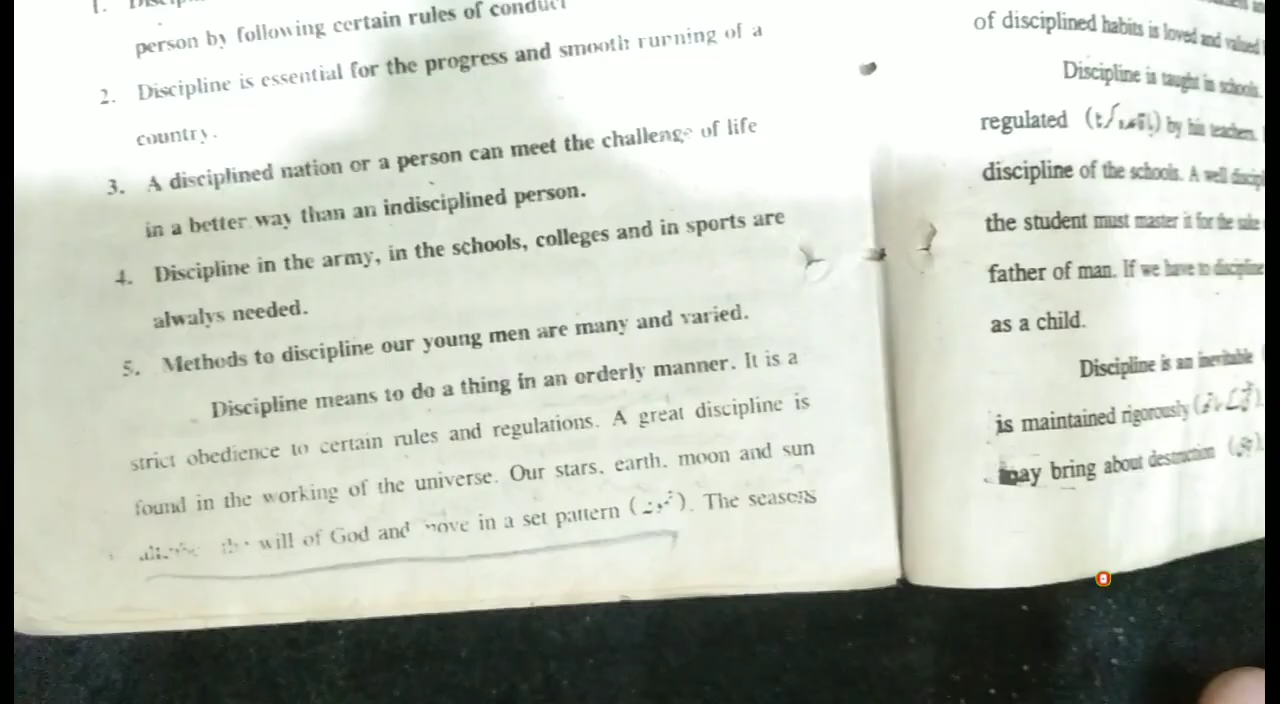 1.
person by following certain rules of conduct
2. Discipline is essential for the progress and smooth running of a
country.
3. A disciplined nation or a person can meet the challenge of life
in a better way than an indisciplined person.
4. Discipline in the army, in the schools, colleges and in sports are
alwalys needed.
5. Methods to discipline our young men are many and varied.
Discipline means to do a thing in an orderly manner. It is a
strict obedience to certain rules and regulations. A great discipline is
found in the working of the universe. Our stars, earth, moon and sun
will of God and move in a set pattern ( ). The seasons
of disciplined habits is loved and valued
Discipline is taught in schools.
regulated ( ) by his teachers.
discipline of the schools. A well
the student must master it for the sake
father of man. If we have to discipline
as a child.
Discipline is an inevitable
is maintained rigorously ( ).
may bring about destruction ( ).